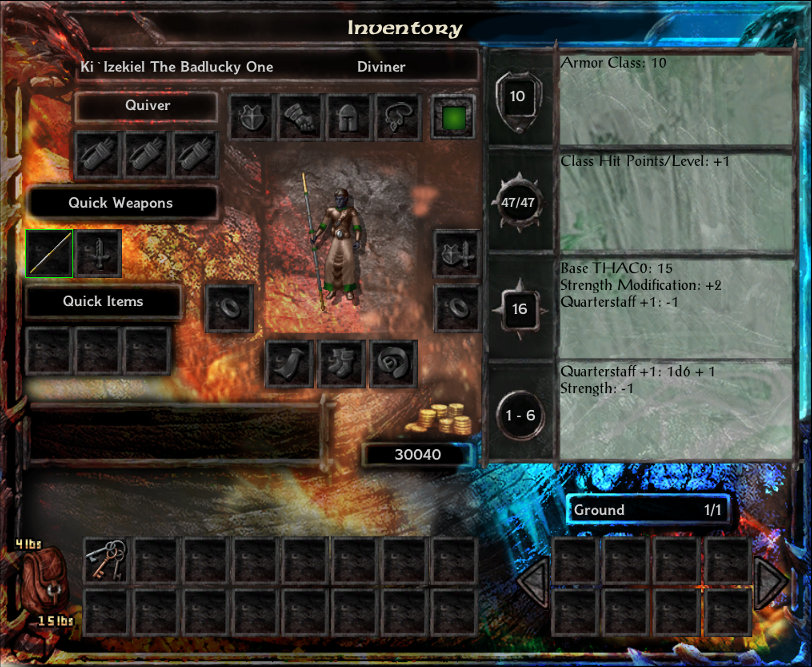 Inventory
Ki`Izekiel The Badlucky One
Diviner
Quiver
Quick Weapons
Quick Items
30040
10
Armor Class: 10
47/47
Class Hit Points/Level: +1
16
Base THAC0: 15
Strength Modification: +2
Quarterstaff +1: -1
1 - 6
Quarterstaff +1: 1d6 + 1
Strength: -1
Ground 1/1
4 lbs
15 lbs